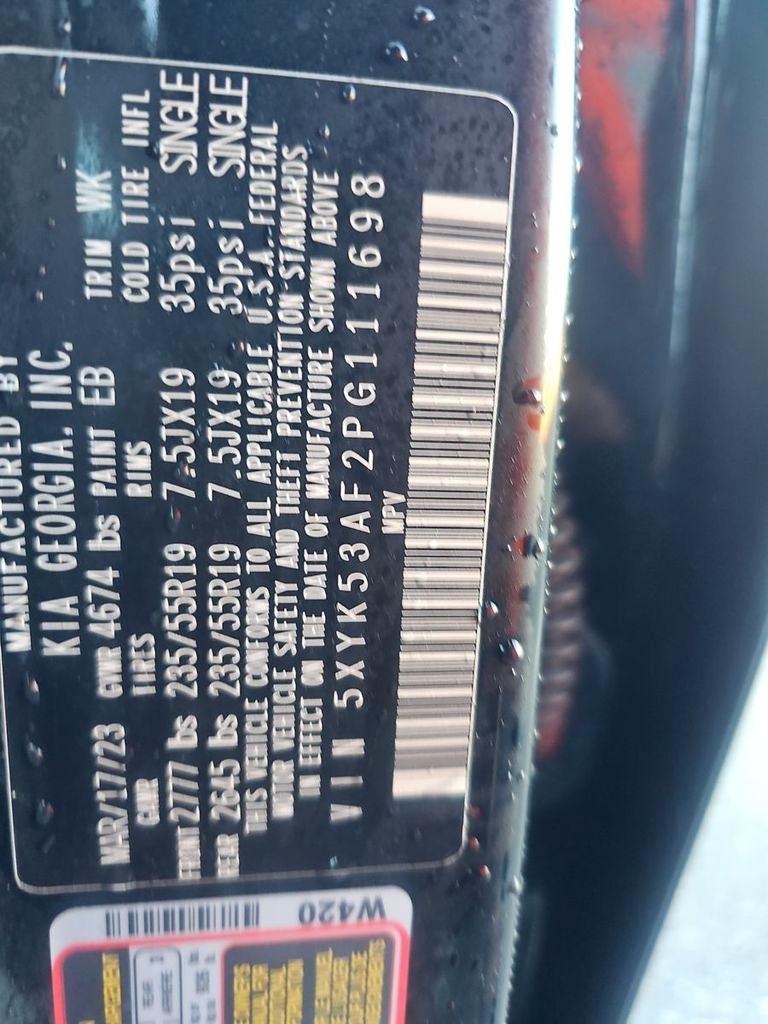 MANUFACTURED BY
KIA GEORGIA, INC.
MAR/17/23 GVWR 4674 lbs PAINT EB TRIM WK
GAWR TIRES RIMS COLD TIRE INFL
FRONT 2777 lbs 235/55R19 7.5JX19 35psi SINGLE
REAR 2645 lbs 235/55R19 7.5JX19 35psi SINGLE
THIS VEHICLE CONFORMS TO ALL APPLICABLE U.S.A. FEDERAL
MOTOR VEHICLE SAFETY AND THEFT PREVENTION STANDARDS
IN EFFECT ON THE DATE OF MANUFACTURE SHOWN ABOVE
VIN 5XYK53AF2PG111698
MPV
W420
REAR